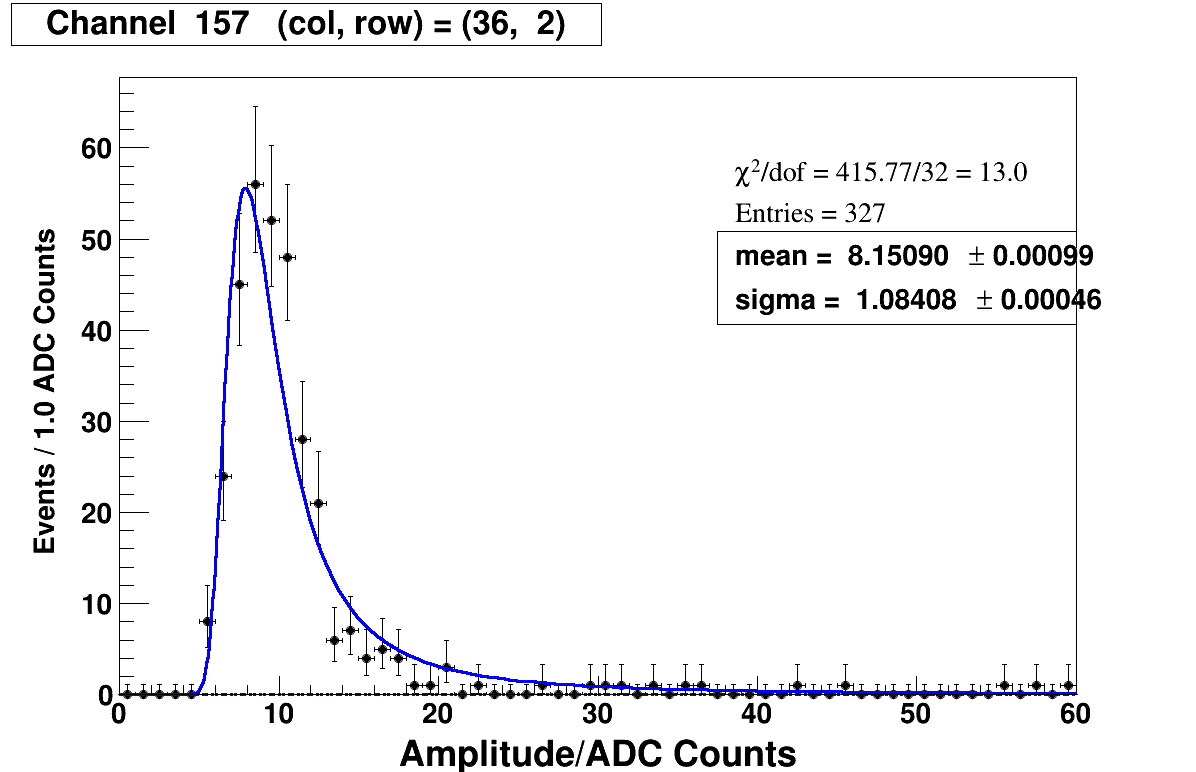 Channel 157 (col, row) = (36, 2)
χ²/dof = 415.77/32 = 13.0
Entries = 327
mean = 8.15090 ± 0.00099
sigma = 1.08408 ± 0.00046
Events / 1.0 ADC Counts
60
50
40
30
20
10
0
0 10 20 30 40 50 60
Amplitude/ADC Counts